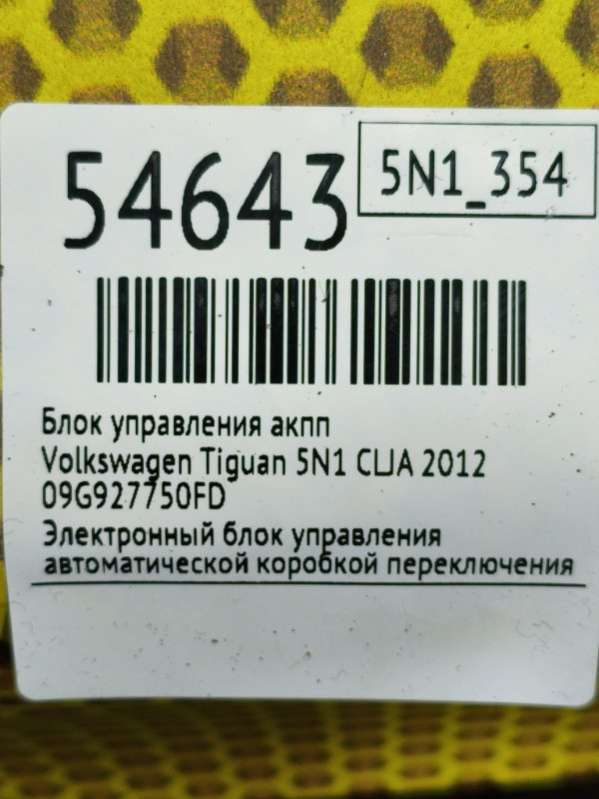 54643
5N1_354
Блок управления акпп
Volkswagen Tiguan 5N1 CLJA 2012
09G927750FD
Электронный блок управления
автоматической коробкой переключения